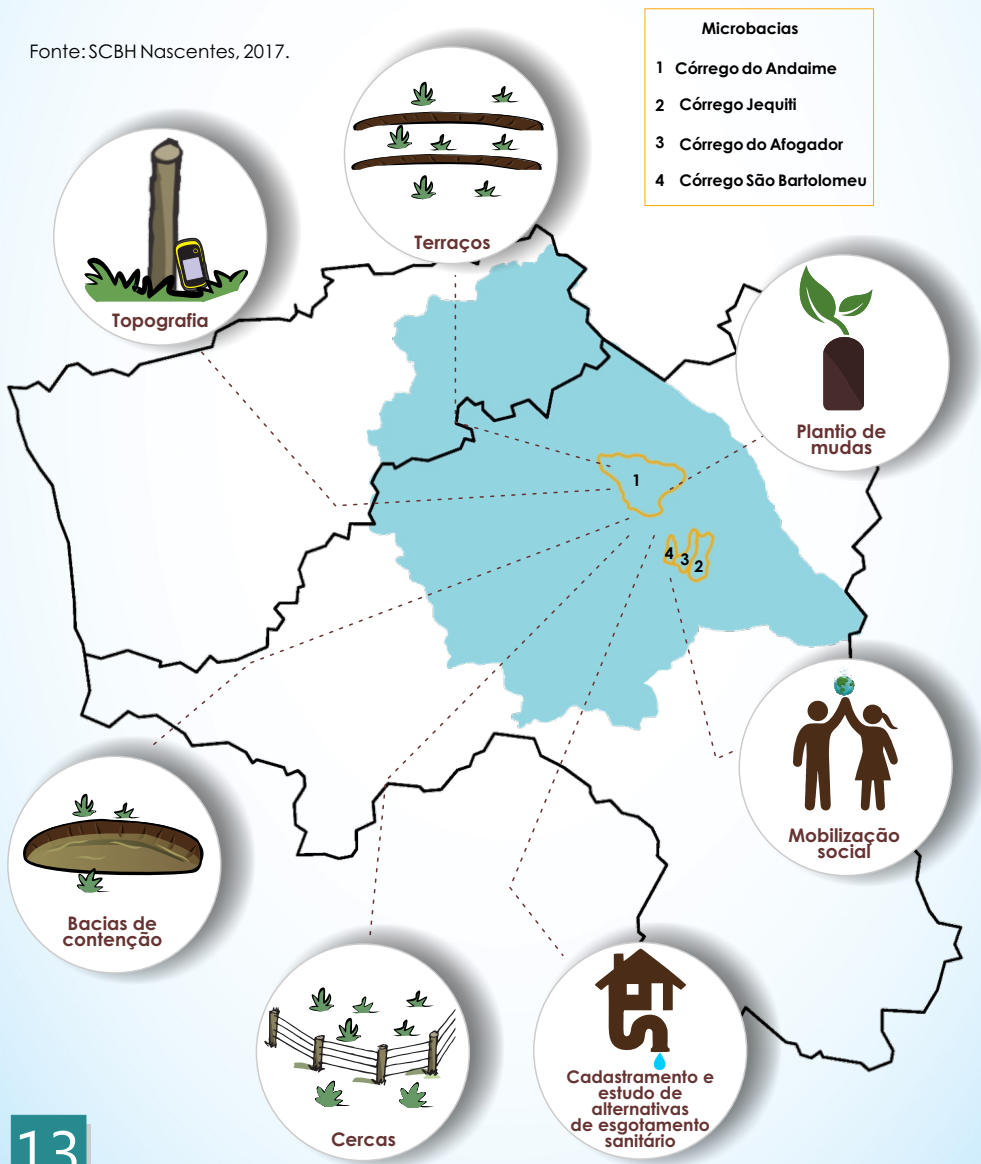 Fonte: SCBH Nascentes, 2017.
Microbacias
1 Córrego do Andaime
2 Córrego Jequiti
3 Córrego do Afogador
4 Córrego São Bartolomeu
Terraços
Topografia
Plantio de
mudas
1
4
3
2
Mobilização
social
Bacias de
contenção
Cercas
Cadastramento e
estudo de
alternativas
de esgotamento
sanitário
13